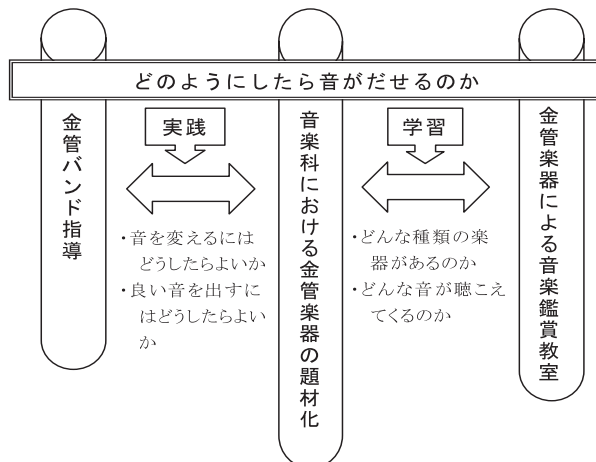 どのようにしたら音がだせるのか
金管バンド指導
実践
・音を変えるには
どうしたらよいか
・良い音を出すに
はどうしたらよい
か
音楽科における金管楽器の題材化
学習
・どんな種類の楽
器があるのか
・どんな音が聴こえ
てくるのか
金管楽器による音楽鑑賞教室